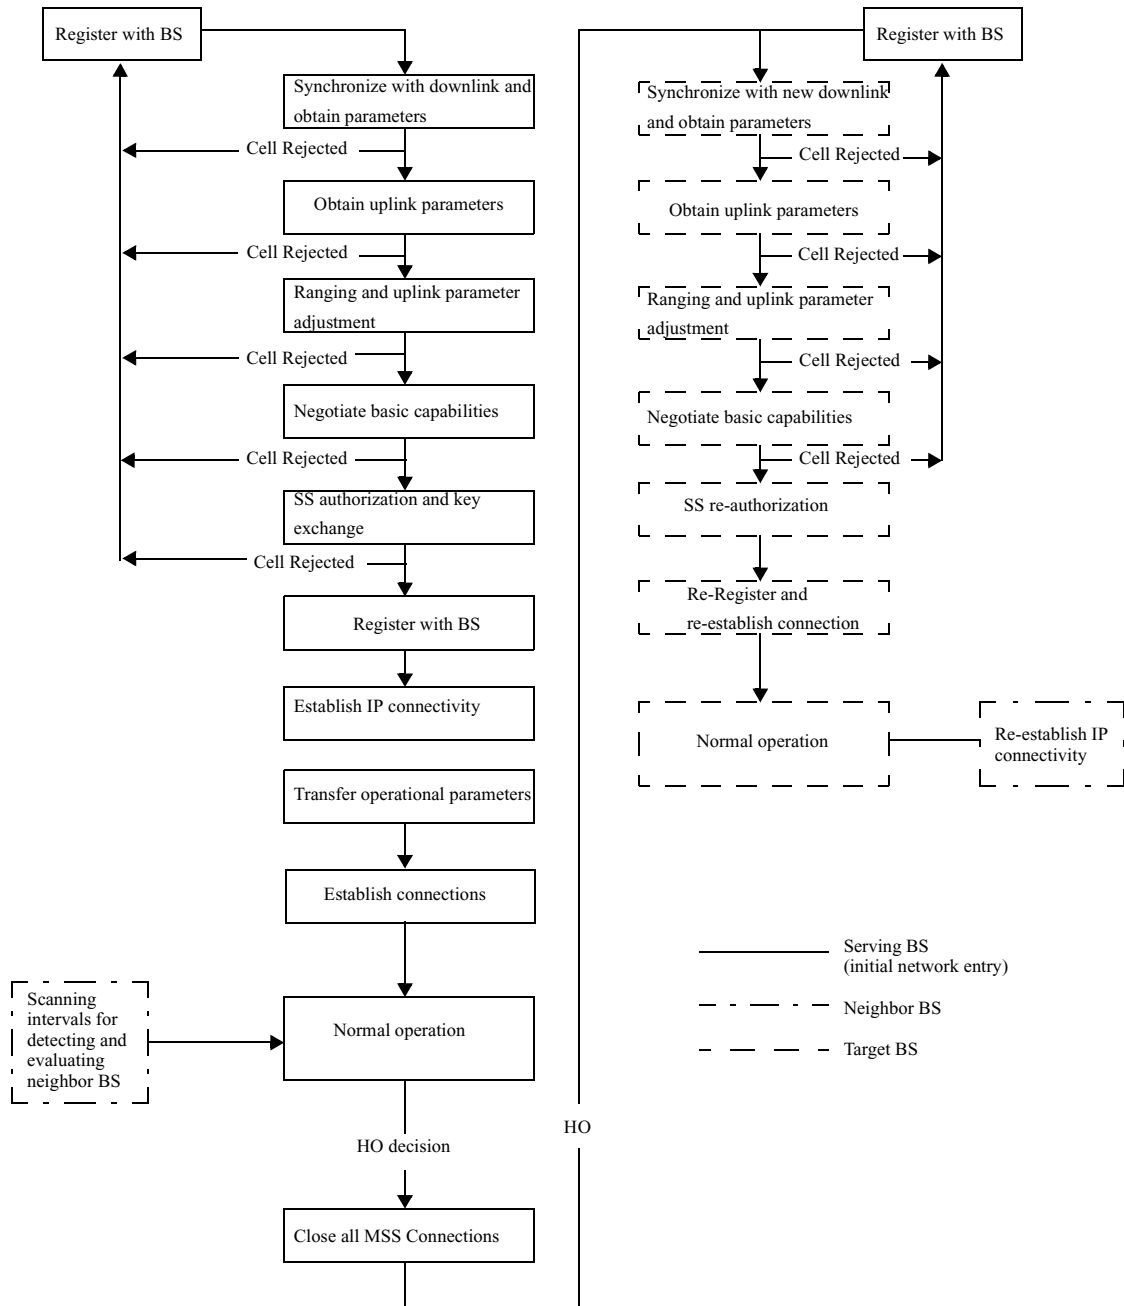 Register with BS
Synchronize with downlink and
obtain parameters
Cell Rejected
Obtain uplink parameters
Cell Rejected
Ranging and uplink parameter
adjustment
Cell Rejected
Negotiate basic capabilities
Cell Rejected
SS authorization and key
exchange
Cell Rejected
Register with BS
Establish IP connectivity
Transfer operational parameters
Establish connections
Scanning
intervals for
detecting and
evaluating
neighbor BS
Normal operation
HO decision
Close all MSS Connections
HO
Register with BS
Synchronize with new downlink
and obtain parameters
Cell Rejected
Obtain uplink parameters
Cell Rejected
Ranging and uplink parameter
adjustment
Cell Rejected
Negotiate basic capabilities
Cell Rejected
SS re-authorization
Re-Register and
re-establish connection
Normal operation
Re-establish IP
connectivity
Serving BS
(initial network entry)
Neighbor BS
Target BS